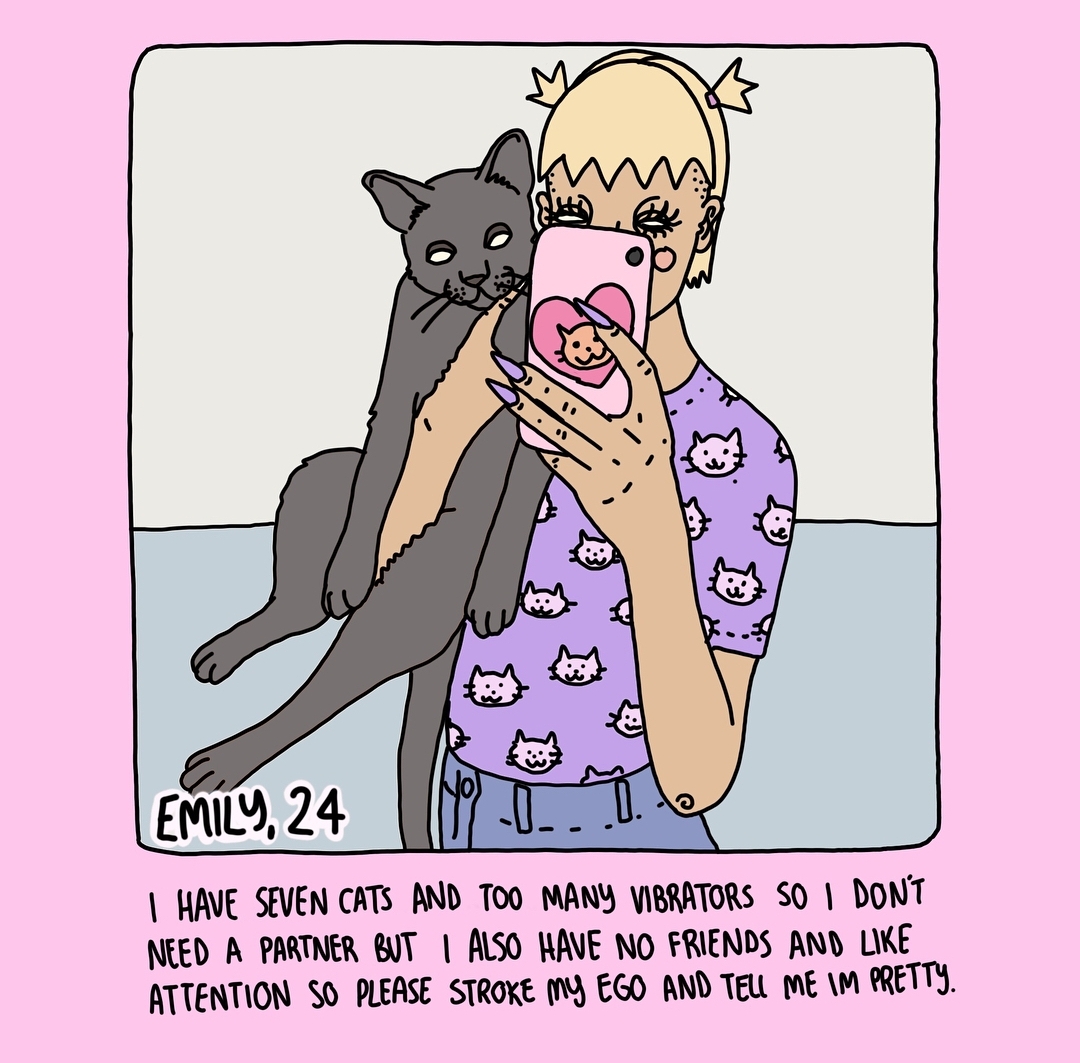 EMILY, 24
I HAVE SEVEN CATS AND TOO MANY VIBRATORS SO I DON'T
NEED A PARTNER BUT I ALSO HAVE NO FRIENDS AND LIKE
ATTENTION SO PLEASE STROKE MY EGO AND TELL ME IM PRETTY.